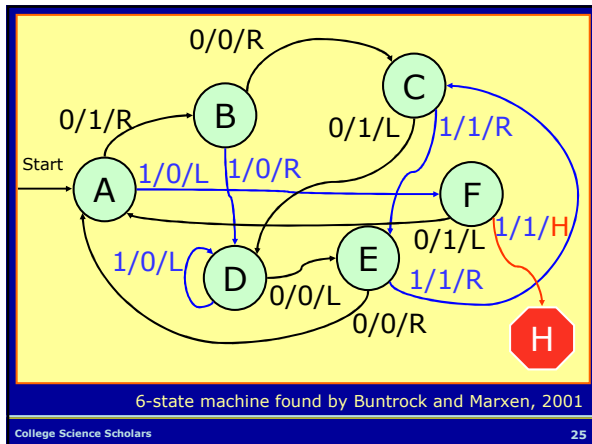 0/0/R
C
B
0/1/R
0/1/L
1/1/R
Start
A
1/0/L
1/0/R
F
0/1/L
1/1/H
E
1/0/L
D
0/0/L
1/1/R
0/0/R
H
6-state machine found by Buntrock and Marxen, 2001
College Science Scholars
25